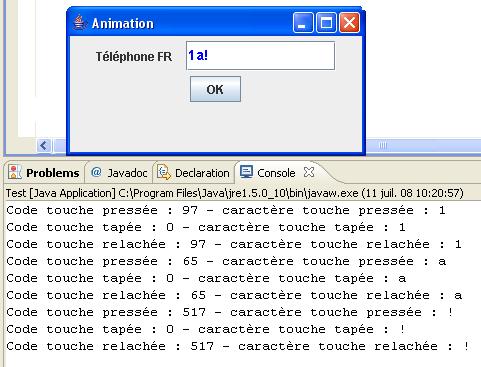 Animation
Téléphone FR 1a!
OK
Problems @ Javadoc Declaration Console
Test [Java Application] C:\Program Files\Java\jre1.5.0_10\bin\javaw.exe (11 juil. 08 10:20:57)
Code touche pressée : 97 - caractère touche pressée : 1
Code touche tapée : 0 - caractère touche tapée : 1
Code touche relachée : 97 - caractère touche relachée : 1
Code touche pressée : 65 - caractère touche pressée : a
Code touche tapée : 0 - caractère touche tapée : a
Code touche relachée : 65 - caractère touche relachée : a
Code touche pressée : 517 - caractère touche pressée : !
Code touche tapée : 0 - caractère touche tapée : !
Code touche relachée : 517 - caractère touche relachée : !